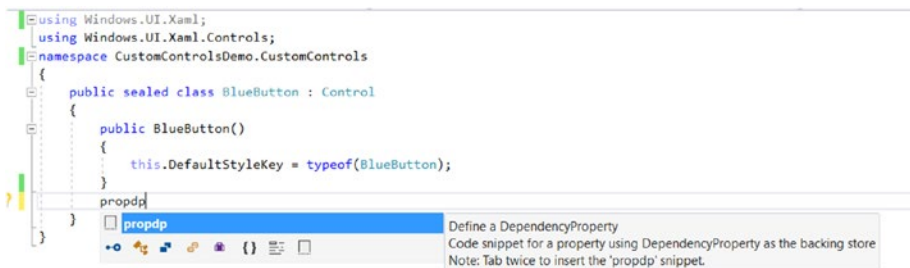 using Windows.UI.Xaml;
using Windows.UI.Xaml.Controls;
namespace CustomControlsDemo.CustomControls
{
public sealed class BlueButton : Control
{
public BlueButton()
{
this.DefaultStyleKey = typeof(BlueButton);
}
propdp
}
}
propdp
{}
Define a DependencyProperty
Code snippet for a property using DependencyProperty as the backing store
Note: Tab twice to insert the 'propdp' snippet.